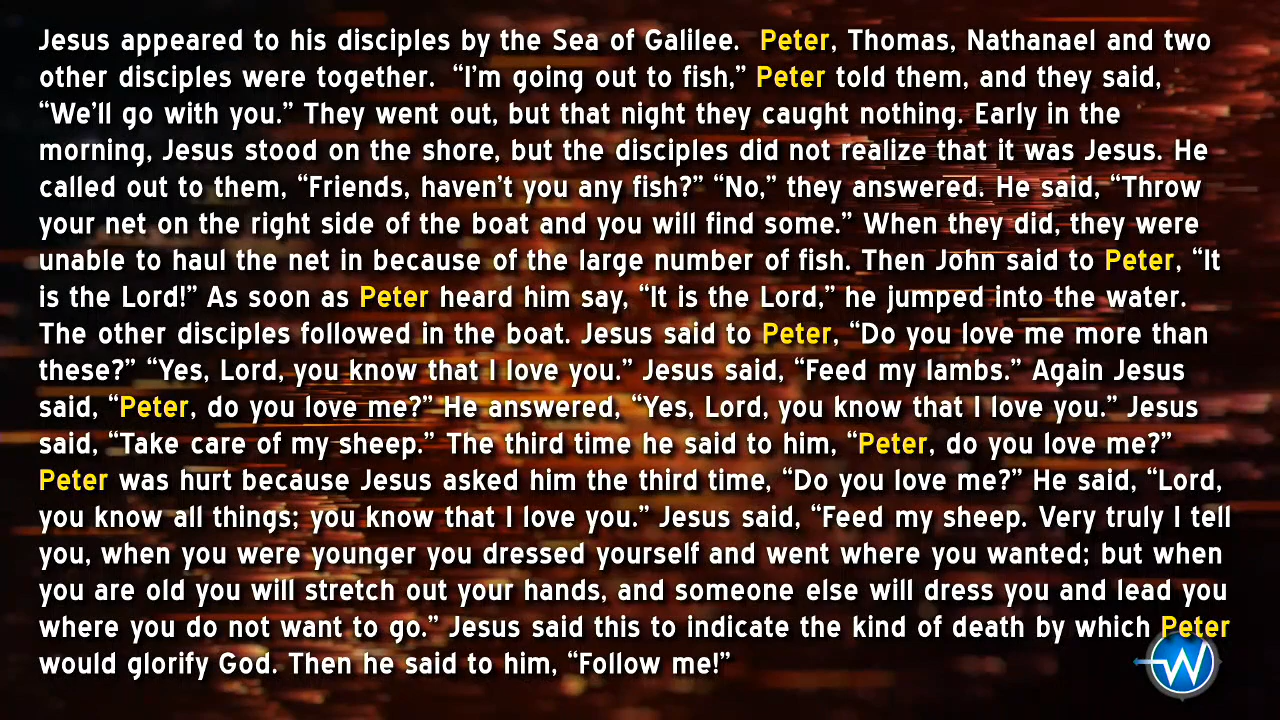 Jesus appeared to his disciples by the Sea of Galilee.  Peter, Thomas, Nathanael and two
other disciples were together.  “I’m going out to fish,” Peter told them, and they said,
“We’ll go with you.” They went out, but that night they caught nothing. Early in the
morning, Jesus stood on the shore, but the disciples did not realize that it was Jesus. He
called out to them, “Friends, haven’t you any fish?” “No,” they answered. He said, “Throw
your net on the right side of the boat and you will find some.” When they did, they were
unable to haul the net in because of the large number of fish. Then John said to Peter, “It
is the Lord!” As soon as Peter heard him say, “It is the Lord,” he jumped into the water.
The other disciples followed in the boat. Jesus said to Peter, “Do you love me more than
these?” “Yes, Lord, you know that I love you.” Jesus said, “Feed my lambs.” Again Jesus
said, “Peter, do you love me?” He answered, “Yes, Lord, you know that I love you.” Jesus
said, “Take care of my sheep.”  The third time he said to him, “Peter, do you love me?”
Peter was hurt because Jesus asked him the third time, “Do you love me?” He said, “Lord,
you know all things; you know that I love you.” Jesus said, “Feed my sheep. Very truly I tell
you, when you were younger you dressed yourself and went where you wanted; but when
you are old you will stretch out your hands, and someone else will dress you and lead you
where you do not want to go.” Jesus said this to indicate the kind of death by which Peter
would glorify God. Then he said to him, “Follow me!”
W